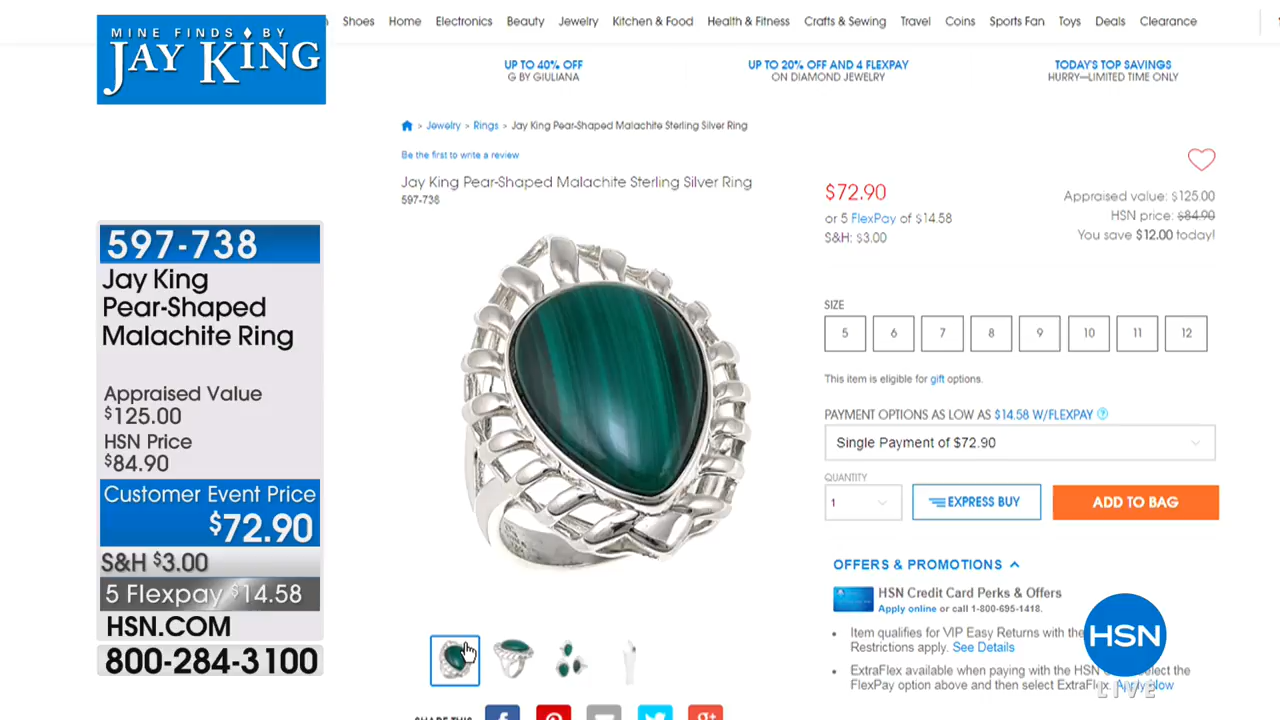 MINE FINDS BY
JAY KING
Shoes
Home
Electronics
Beauty
Jewelry
Kitchen & Food
Health & Fitness
Crafts & Sewing
Travel
Coins
Sports Fan
Toys
Deals
Clearance
UP TO 40% OFF
G BY GIULIANA
UP TO 20% OFF AND 4 FLEXPAY
ON DIAMOND JEWELRY
TODAY'S TOP SAVINGS
HURRY—LIMITED TIME ONLY
> Jewelry > Rings > Jay King Pear-Shaped Malachite Sterling Silver Ring
Be the first to write a review
Jay King Pear-Shaped Malachite Sterling Silver Ring
597-738
$72.90
or 5 FlexPay of $14.58
S&H: $3.00
Appraised value: $125.00
HSN price: $84.90
You save $12.00 today!
SIZE
5
6
7
8
9
10
11
12
This item is eligible for gift options.
PAYMENT OPTIONS AS LOW AS $14.58 W/FLEXPAY ?
Single Payment of $72.90
QUANTITY
1
EXPRESS BUY
ADD TO BAG
OFFERS & PROMOTIONS
HSN Credit Card Perks & Offers
Apply online or call 1-800-695-1418.
Item qualifies for VIP Easy Returns with the
Restrictions apply. See Details
ExtraFlex available when paying with the HSN
select the
FlexPay option above and then select ExtraFlex. Apply Now
SHARE THIS
597-738
Jay King
Pear-Shaped
Malachite Ring
Appraised Value
$125.00
HSN Price
$84.90
Customer Event Price
$72.90
S&H $3.00
5 Flexpay $14.58
HSN.COM
800-284-3100
HSN
LIVE